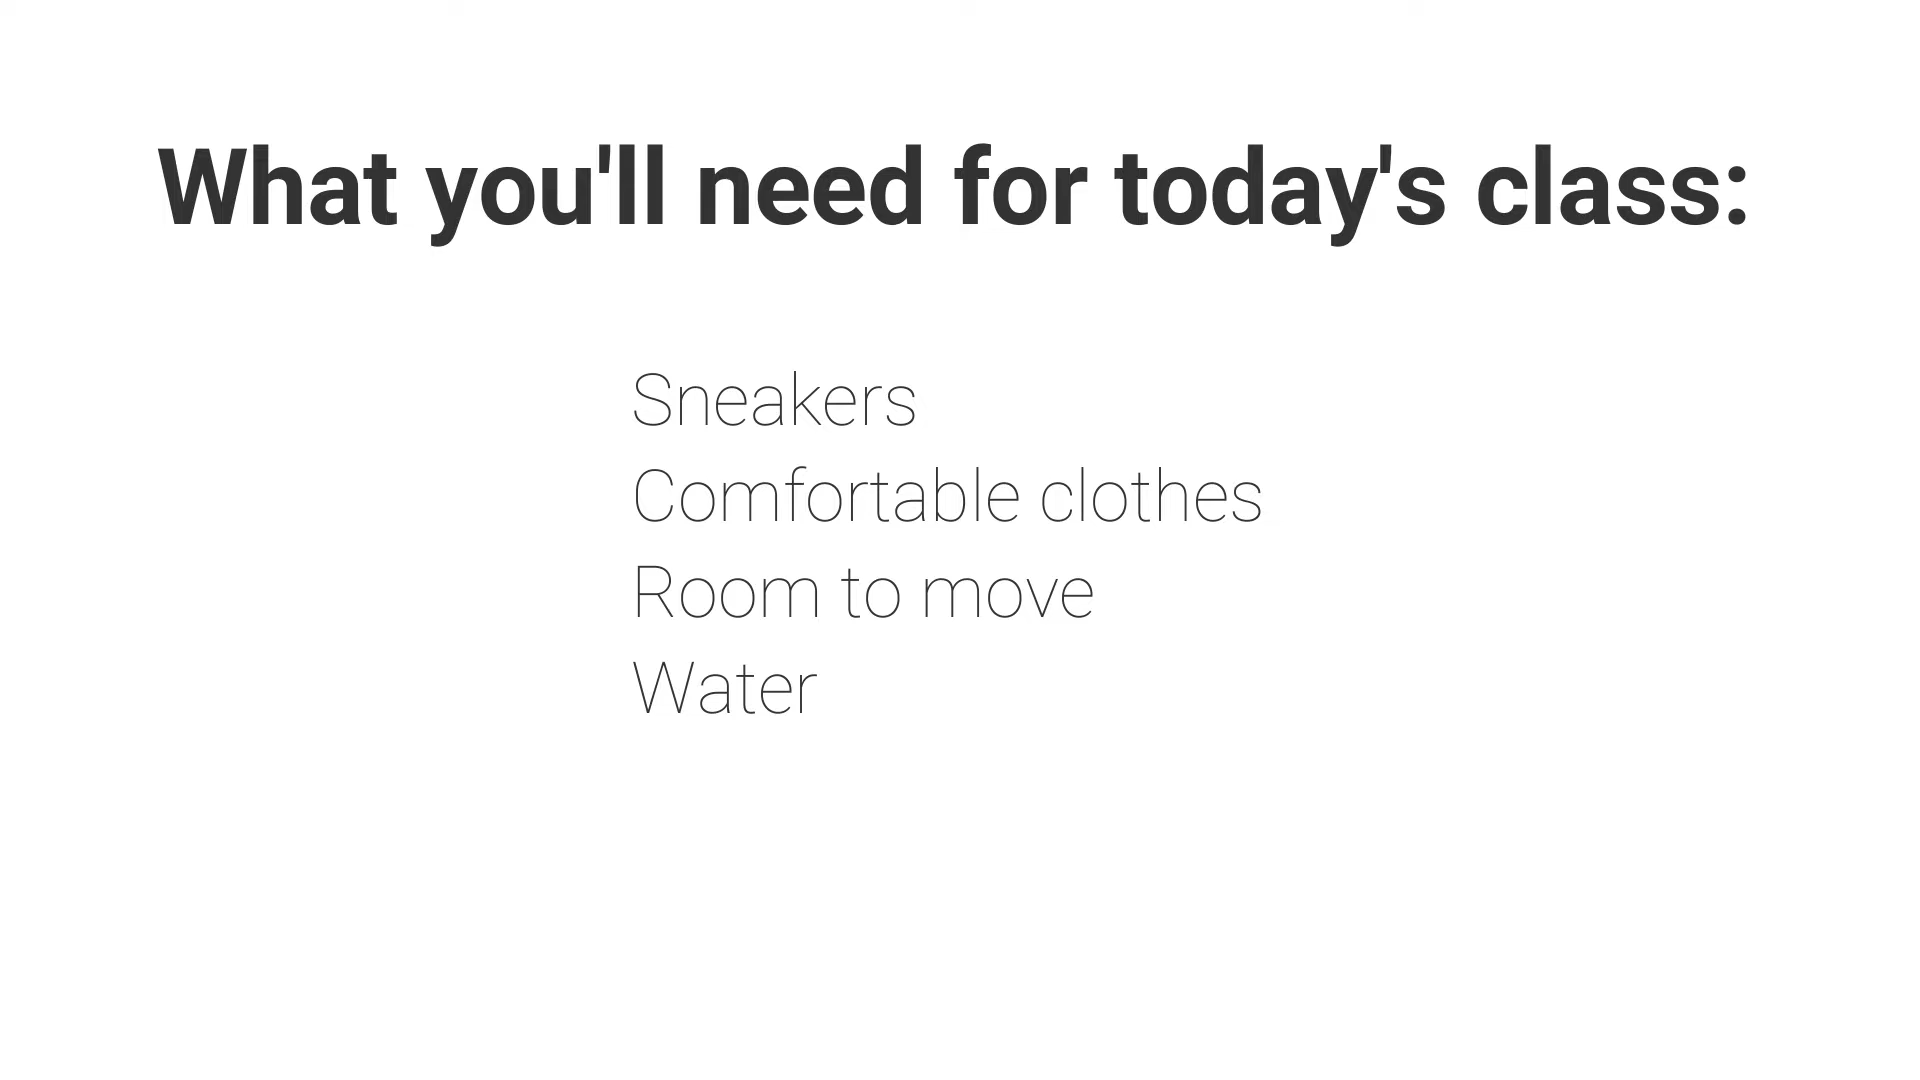 What you'll need for today's class:
Sneakers
Comfortable clothes
Room to move
Water